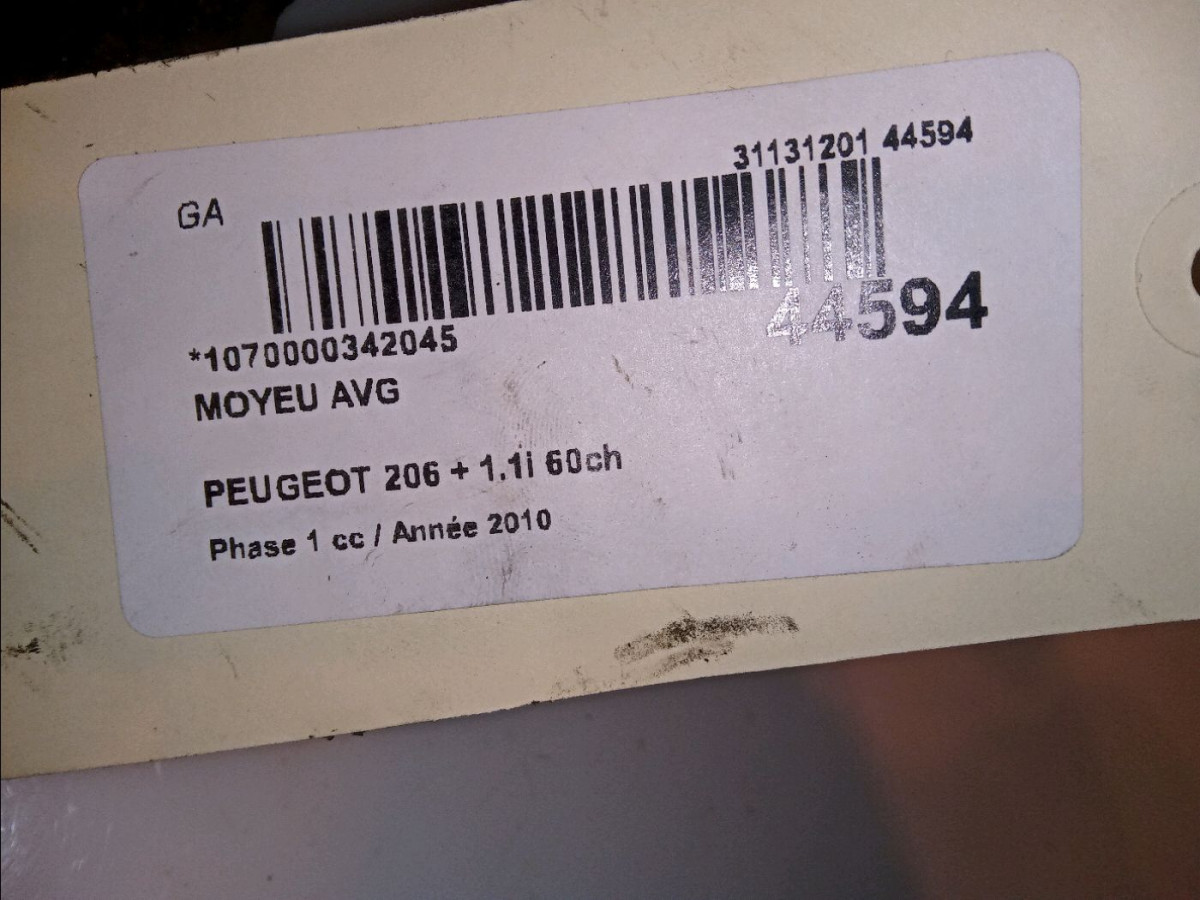 31131201 44594
GA
44594
*1070000342045
MOYEU AVG
PEUGEOT 206 + 1.1i 60ch
Phase 1 cc / Année 2010